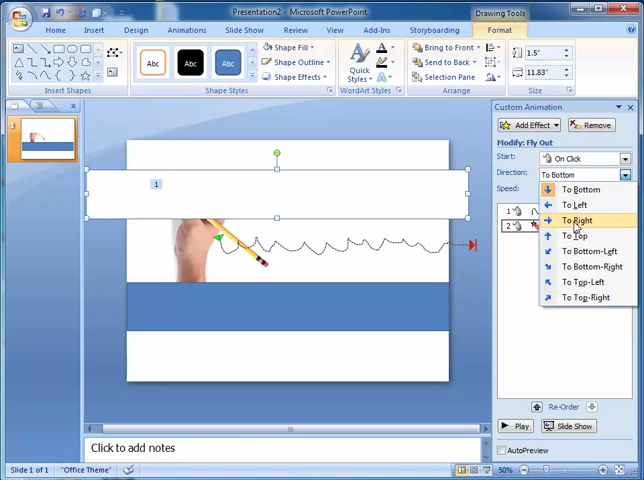 Presentation2 - Microsoft PowerPoint
Drawing Tools
Home
Insert
Design
Animations
Slide Show
Review
View
Add-Ins
Storyboarding
Format
Abc
Abc
Abc
Shape Fill
Shape Outline
Shape Effects
Quick
Styles
Bring to Front
Send to Back
Selection Pane
1.5"
11.83"
Insert Shapes
Shape Styles
WordArt Styles
Arrange
Size
Custom Animation
Add Effect
Remove
Modify: Fly Out
Start:
On Click
Direction:
To Bottom
Speed:
To Bottom
To Left
To Right
To Top
To Bottom-Left
To Bottom-Right
To Top-Left
To Top-Right
1
2
1
1
Re-Order
Play
Slide Show
AutoPreview
Click to add notes
Slide 1 of 1
"Office Theme"
50%